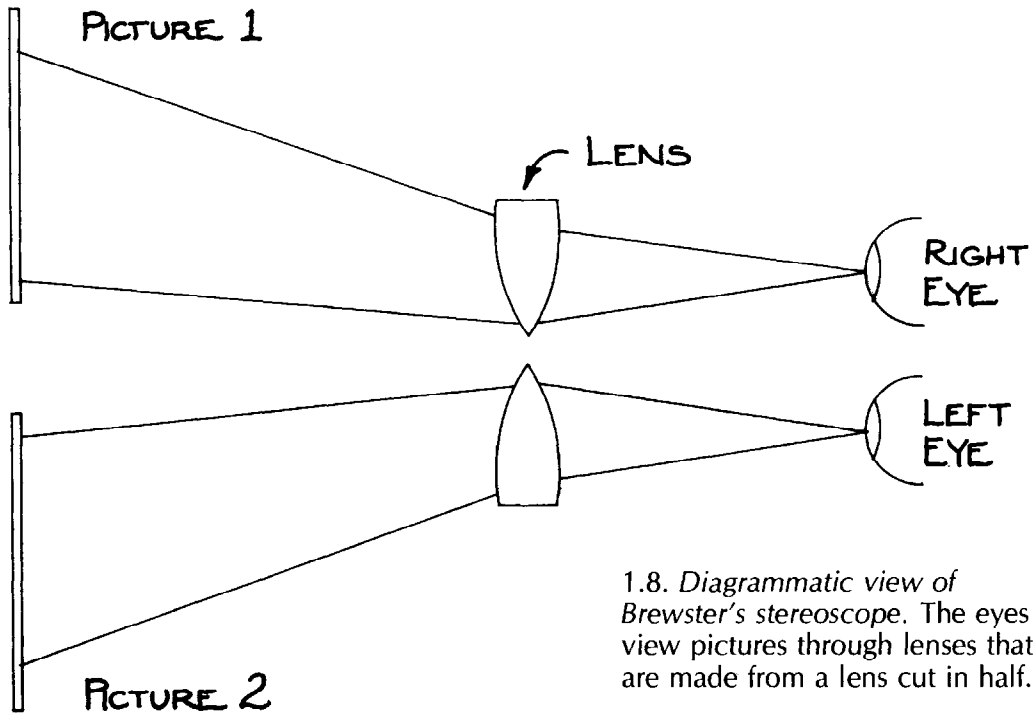 PICTURE 1
LENS
RIGHT
EYE
LEFT
EYE
1.8. Diagrammatic view of
Brewster's stereoscope. The eyes
view pictures through lenses that
are made from a lens cut in half.
PICTURE 2